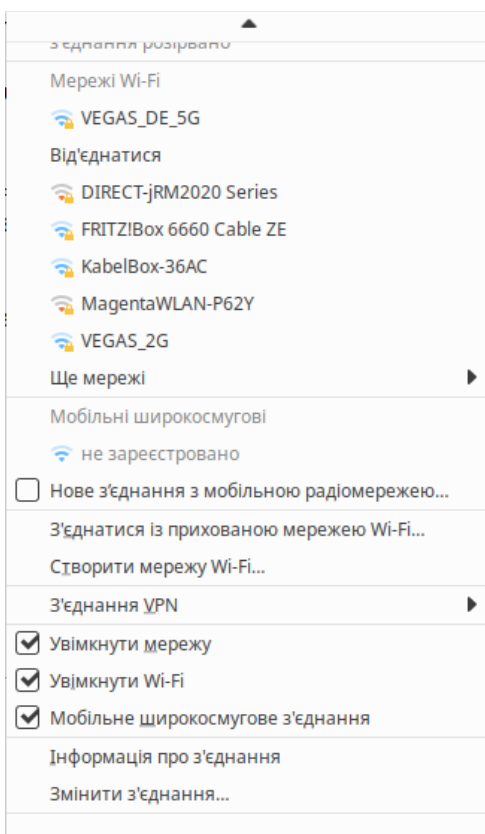 з'єднання розірвано
Мережі Wi-Fi
VEGAS_DE_5G
Від'єднатися
DIRECT-jRM2020 Series
FRITZ!Box 6660 Cable ZE
KabelBox-36AC
MagentaWLAN-P62Y
VEGAS_2G
Ще мережі
Мобільні широкосмугові
не зареєстровано
Нове з’єднання з мобільною радіомережею...
З'єднатися із прихованою мережею Wi-Fi...
Створити мережу Wi-Fi...
З'єднання VPN
Увімкнути мережу
Увімкнути Wi-Fi
Мобільне широкосмугове з'єднання
Інформація про з'єднання
Змінити з'єднання...